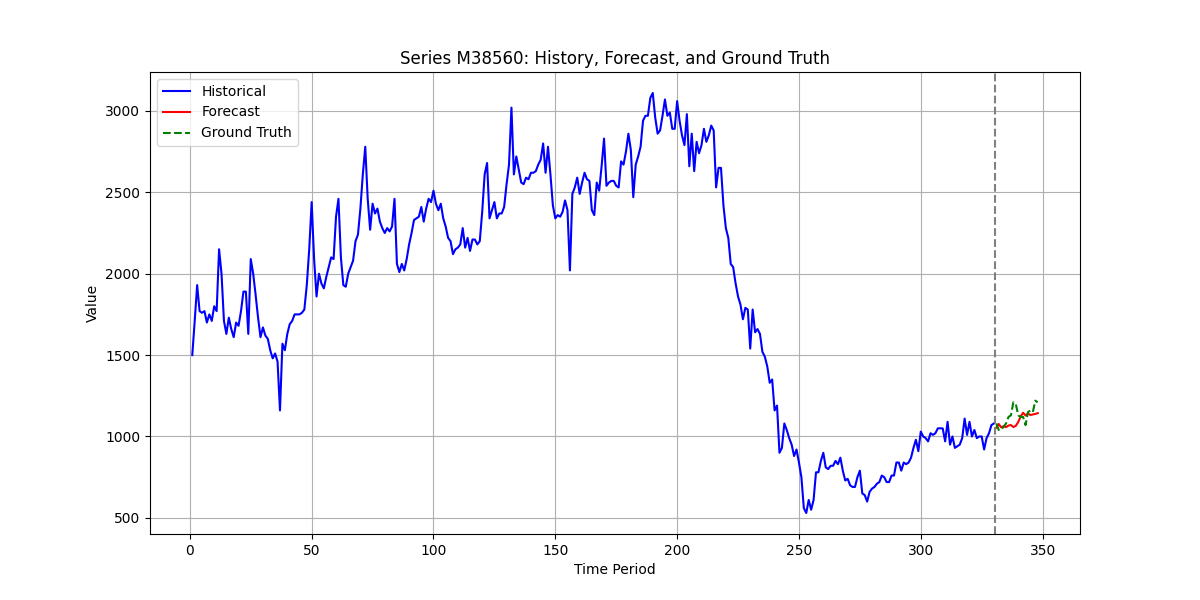 Series M38560: History, Forecast, and Ground Truth
Historical
Forecast
Ground Truth
Value
3000
2500
2000
1500
1000
500
0
50
100
150
200
250
300
350
Time Period